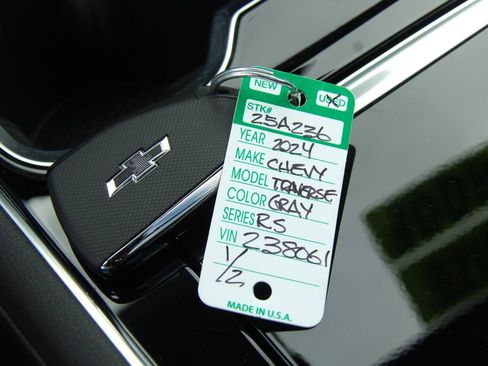 NEW USED
STK#
25A236
YEAR 2024
MAKE CHEVY
MODEL TRAVERSE
COLOR GRAY
SERIES RS
VIN 238061
1/2
MADE IN U.S.A.